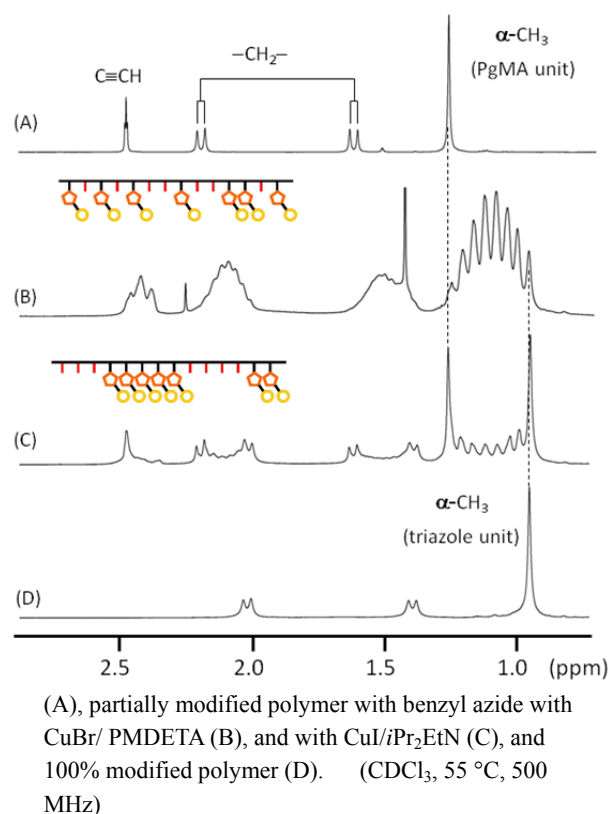 α-CH₃
–CH₂–
C≡CH
(PgMA unit)
(A)
(B)
(C)
α-CH₃
(triazole unit)
(D)
2.5 2.0 1.5 1.0 (ppm)
(A), partially modified polymer with benzyl azide with
CuBr/ PMDETA (B), and with CuI/iPr₂EtN (C), and
100% modified polymer (D). (CDCl₃, 55 °C, 500
MHz)